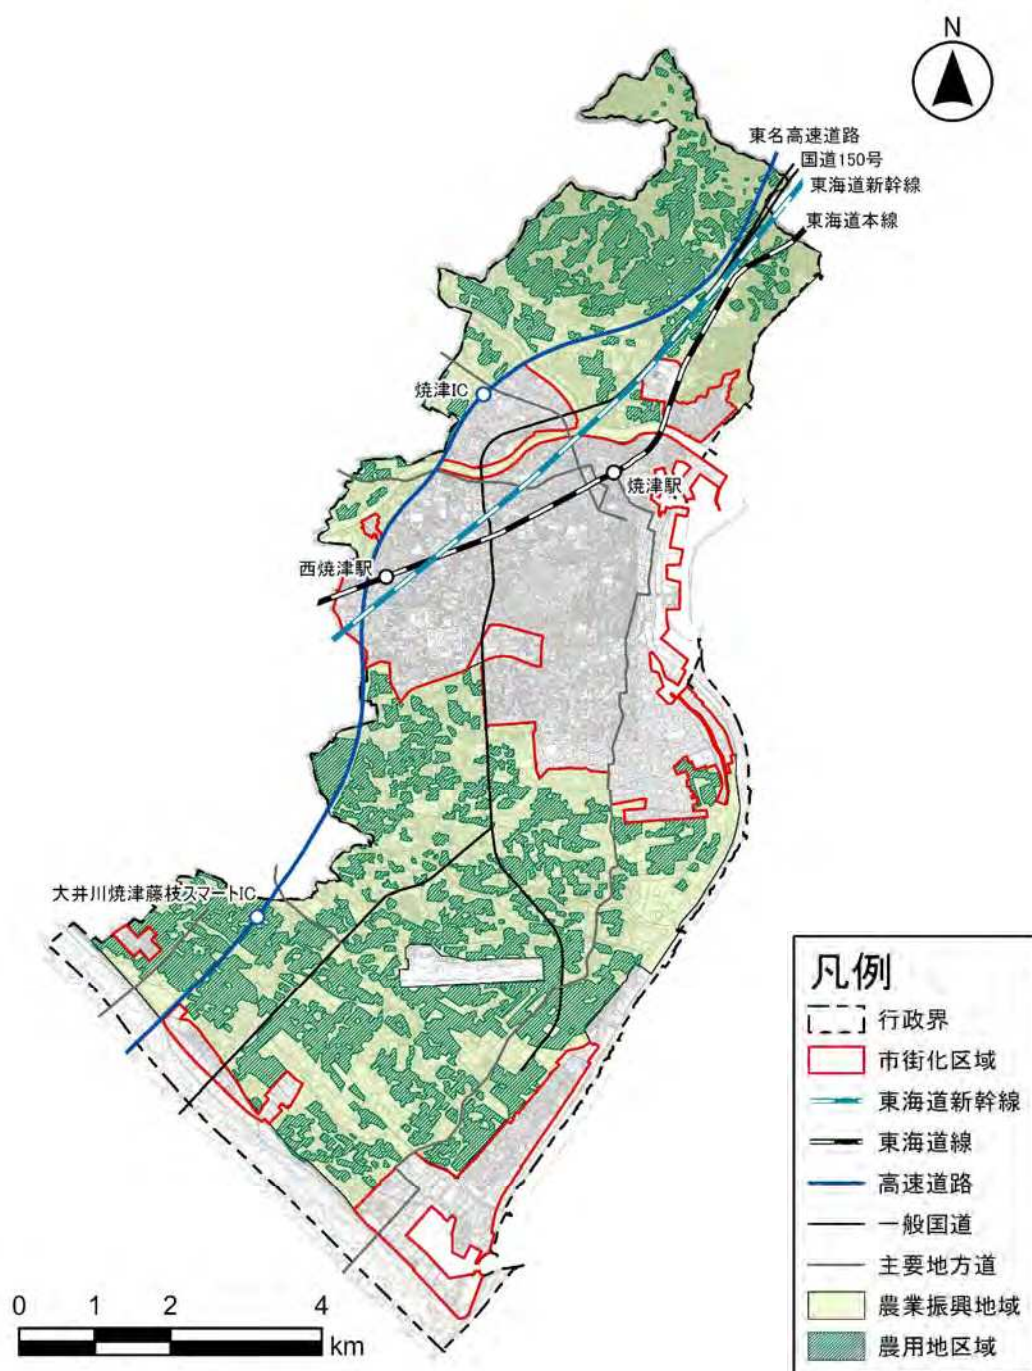 N
東名高速道路
国道150号
東海道新幹線
東海道本線
焼津IC
焼津駅
西焼津駅
大井川焼津藤枝スマートIC
凡例
行政界
市街化区域
東海道新幹線
東海道線
高速道路
一般国道
主要地方道
農業振興地域
農用地区域
0 1 2 4
km